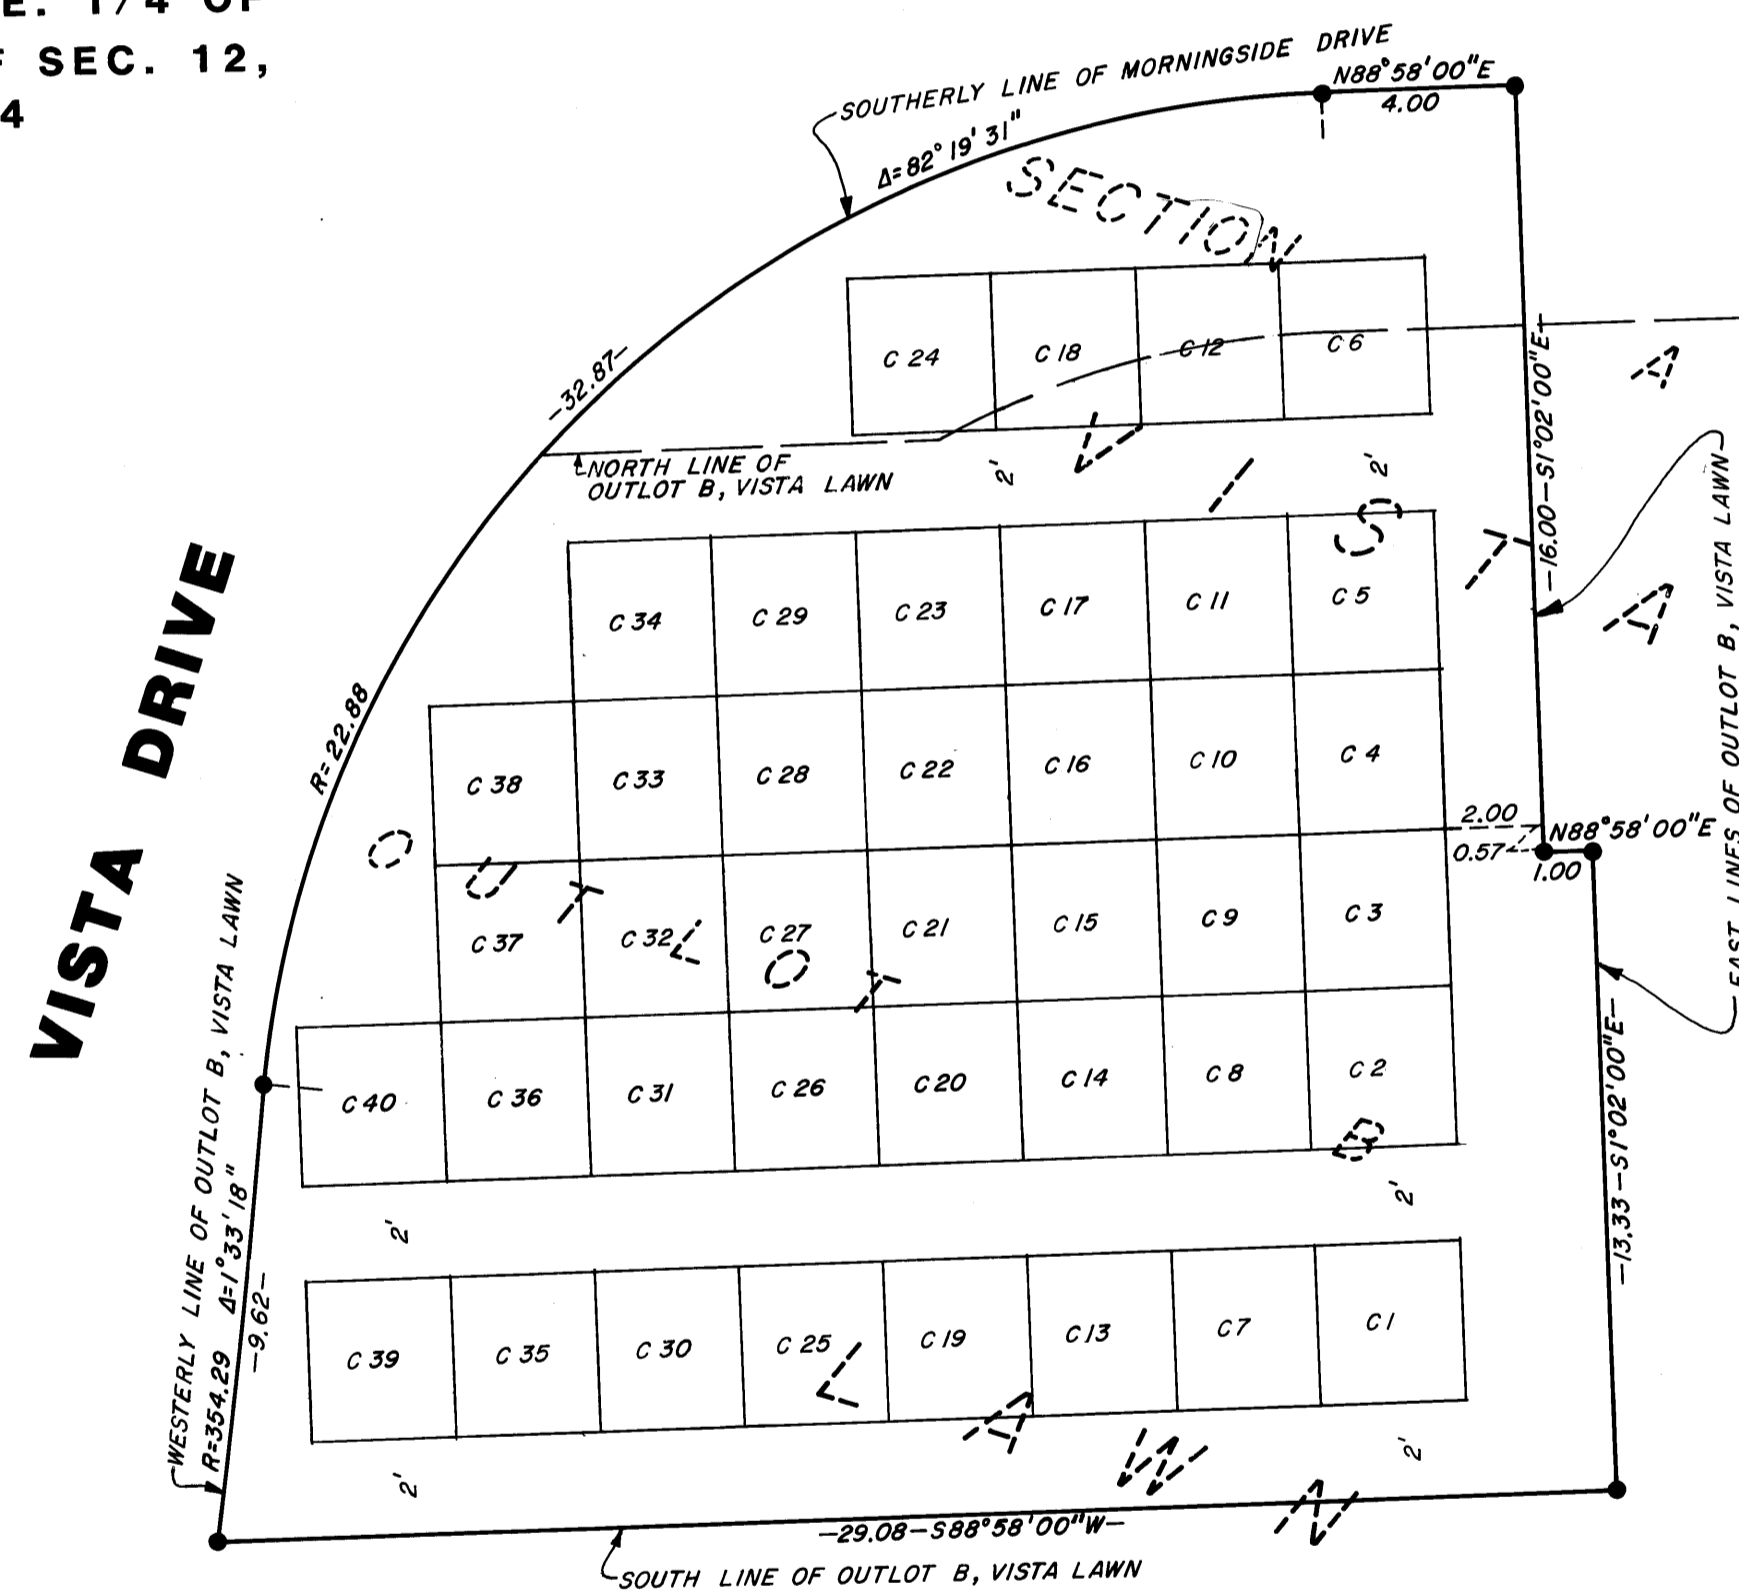 E. 1/4 OF
F SEC. 12,
4
SOUTHERLY LINE OF MORNINGSIDE DRIVE
N88°58'00"E
4.00
Δ=82°19'31"
SECTION
-32.87-
C 24
C 18
C 12
C 6
-16.00-S1°02'00"E-
NORTH LINE OF
OUTLOT B, VISTA LAWN
2'
2'
VISTA
A
VISTA DRIVE
R=22.88
C 34
C 29
C 23
C 17
C 11
C 5
C 38
C 33
C 28
C 22
C 16
C 10
C 4
2.00
0.57
N88°58'00"E
1.00
EAST LINES OF OUTLOT B, VISTA LAWN
OUTLOT B
C 37
C 32
C 27
C 21
C 15
C 9
C 3
C 40
C 36
C 31
C 26
C 20
C 14
C 8
C 2
-13.33-S1°02'00"E-
WESTERLY LINE OF OUTLOT B, VISTA LAWN
R=354.29 Δ=1°33'18"
-9.62-
2'
2'
C 39
C 35
C 30
C 25
C 19
C 13
C 7
C 1
LAWN
2'
2'
-29.08-S88°58'00"W-
SOUTH LINE OF OUTLOT B, VISTA LAWN